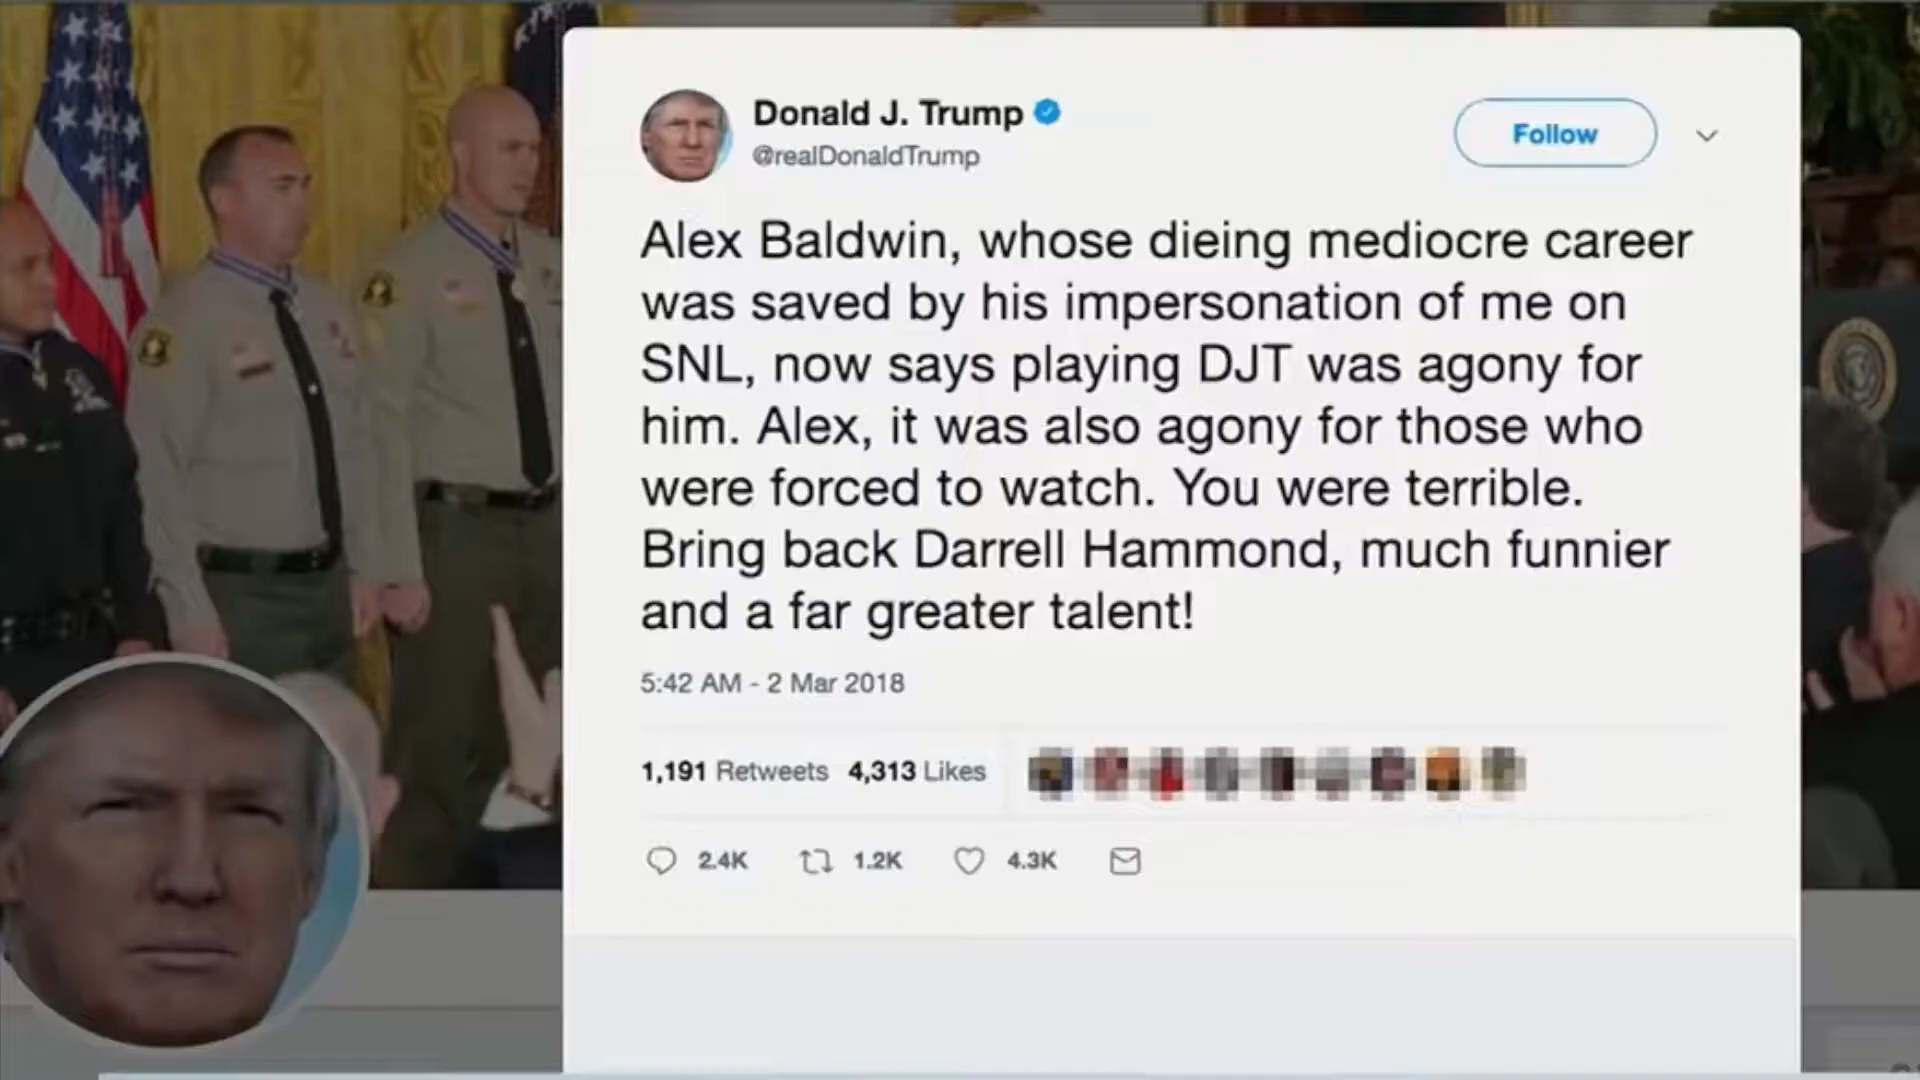 Donald J. Trump
@realDonaldTrump
Follow
Alex Baldwin, whose dieing mediocre career
was saved by his impersonation of me on
SNL, now says playing DJT was agony for
him. Alex, it was also agony for those who
were forced to watch. You were terrible.
Bring back Darrell Hammond, much funnier
and a far greater talent!
5:42 AM - 2 Mar 2018
1,191 Retweets 4,313 Likes
2.4K 1.2K 4.3K